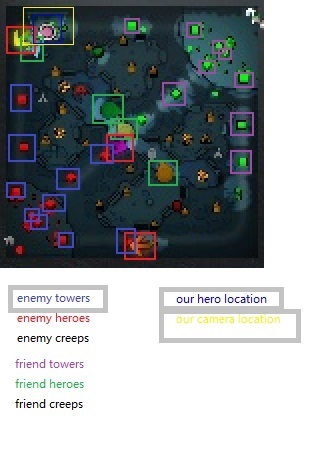 enemy towers
enemy heroes
enemy creeps
friend towers
friend heroes
friend creeps
our hero location
our camera location